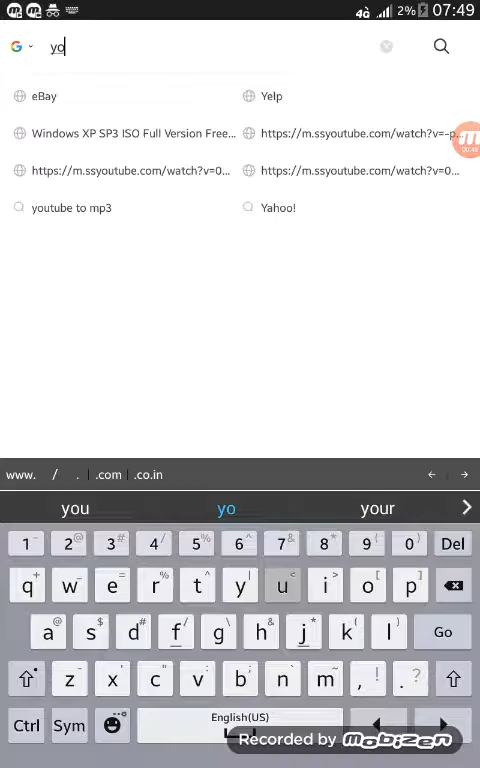 4G 2% 07:49
G yo
eBay Yelp
Windows XP SP3 ISO Full Version Free... https://m.ssyoutube.com/watch?v=-p...
00:46
https://m.ssyoutube.com/watch?v=0... https://m.ssyoutube.com/watch?v=0...
youtube to mp3 Yahoo!
www. / . .com .co.in ← →
you yo your >
1 2 3 4 5 6 7 8 9 0 Del
q w e r t y u i o p
a s d f g h j k l Go
z x c v b n m , ! . ?
Ctrl Sym English(US)
Recorded by mobizen